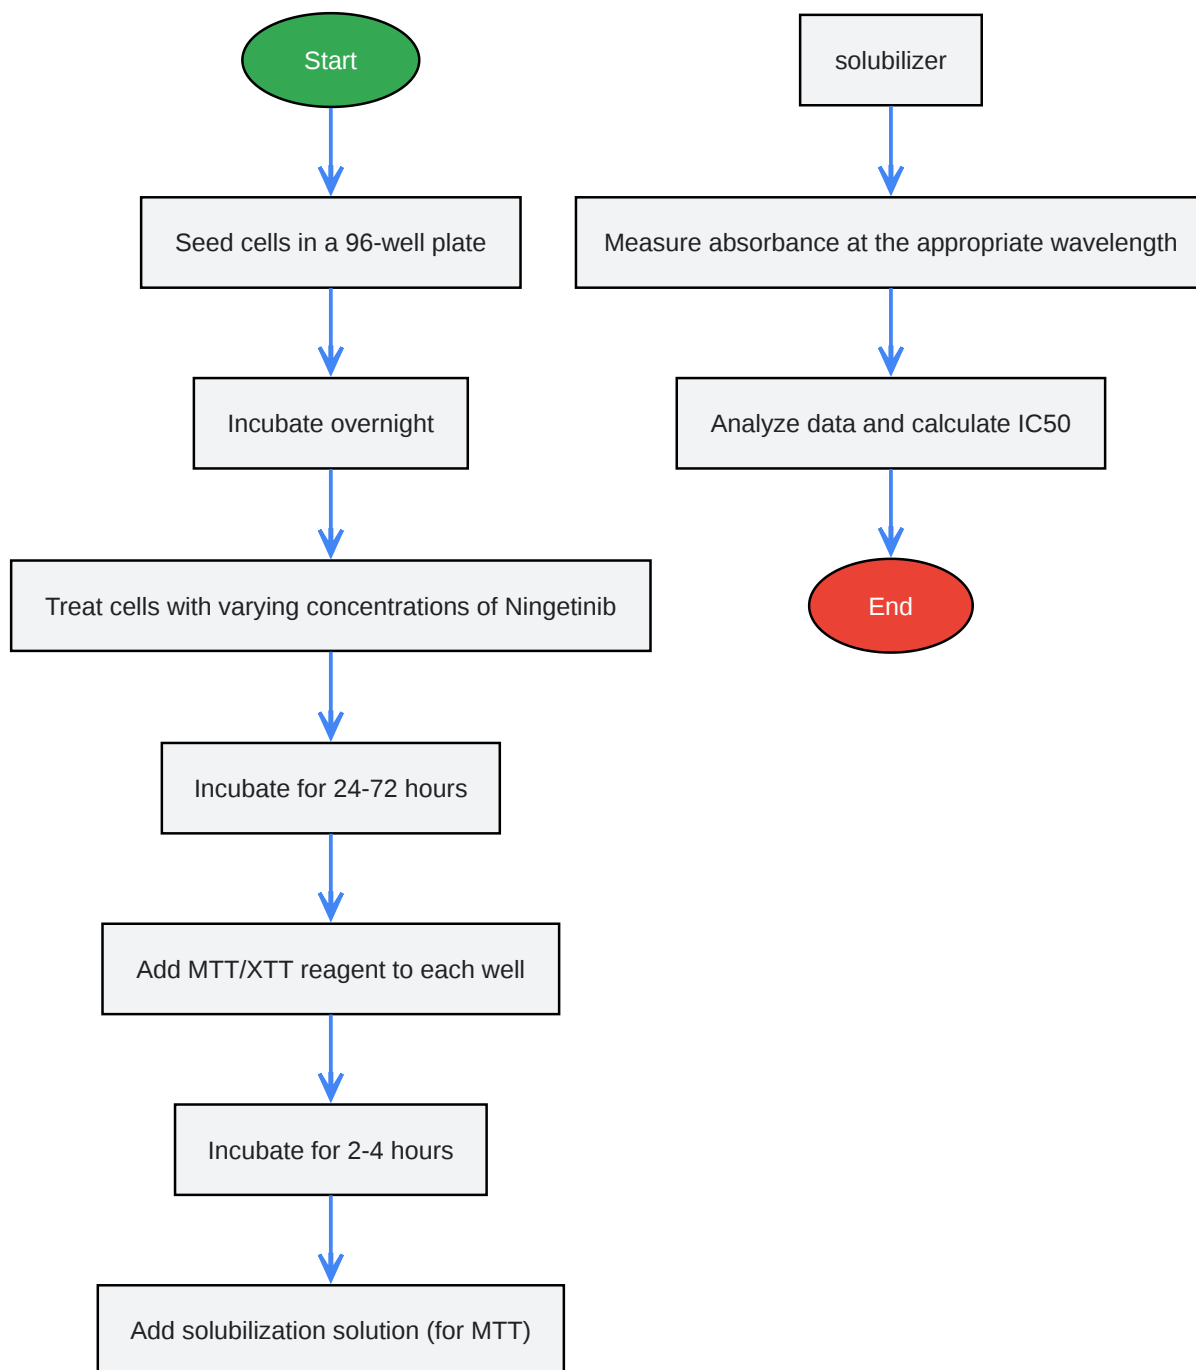 Start
Seed cells in a 96-well plate
Incubate overnight
Treat cells with varying concentrations of Ningetinib
Incubate for 24-72 hours
Add MTT/XTT reagent to each well
Incubate for 2-4 hours
Add solubilization solution (for MTT)
solubilizer
Measure absorbance at the appropriate wavelength
Analyze data and calculate IC50
End